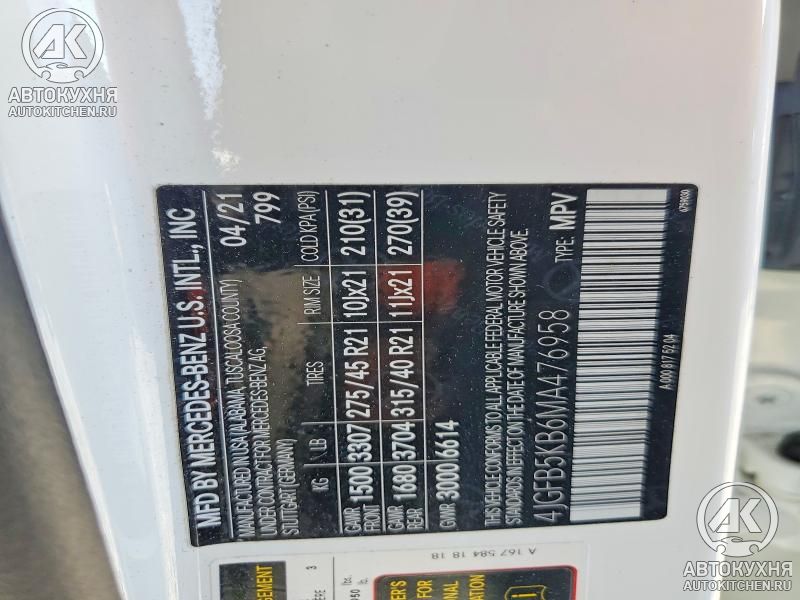 АВТОКУХНЯ
AUTOKITCHEN.RU
MFD BY MERCEDES-BENZ U.S. INTL., INC
MANUFACTURED IN USA (ALABAMA, TUSCALOOSA COUNTY) 04/21
UNDER CONTRACT FOR MERCEDES-BENZ AG, 799
STUTTGART (GERMANY)
KG LB TIRES RIM SIZE COLD KPA(PSI)
GAWR FRONT 1500 3307 275/45 R21 10Jx21 210(31)
GAWR REAR 1680 3704 315/40 R21 11Jx21 270(39)
GVWR 3000 6614
THIS VEHICLE CONFORMS TO ALL APPLICABLE FEDERAL MOTOR VEHICLE SAFETY
STANDARDS IN EFFECT ON THE DATE OF MANUFACTURE SHOWN ABOVE.
4JGFB5KB6MA476958 TYPE: MPV
A 000 817 52 04
A 167 584 18 18
АВТОКУХНЯ
AUTOKITCHEN.RU